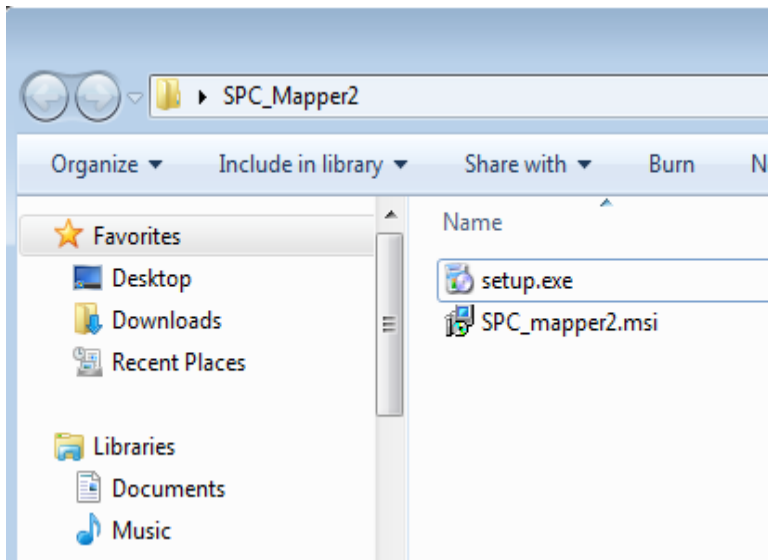 SPC_Mapper2
Organize Include in library Share with Burn
Name
Favorites
Desktop
Downloads
Recent Places
Libraries
Documents
Music
setup.exe
SPC_mapper2.msi